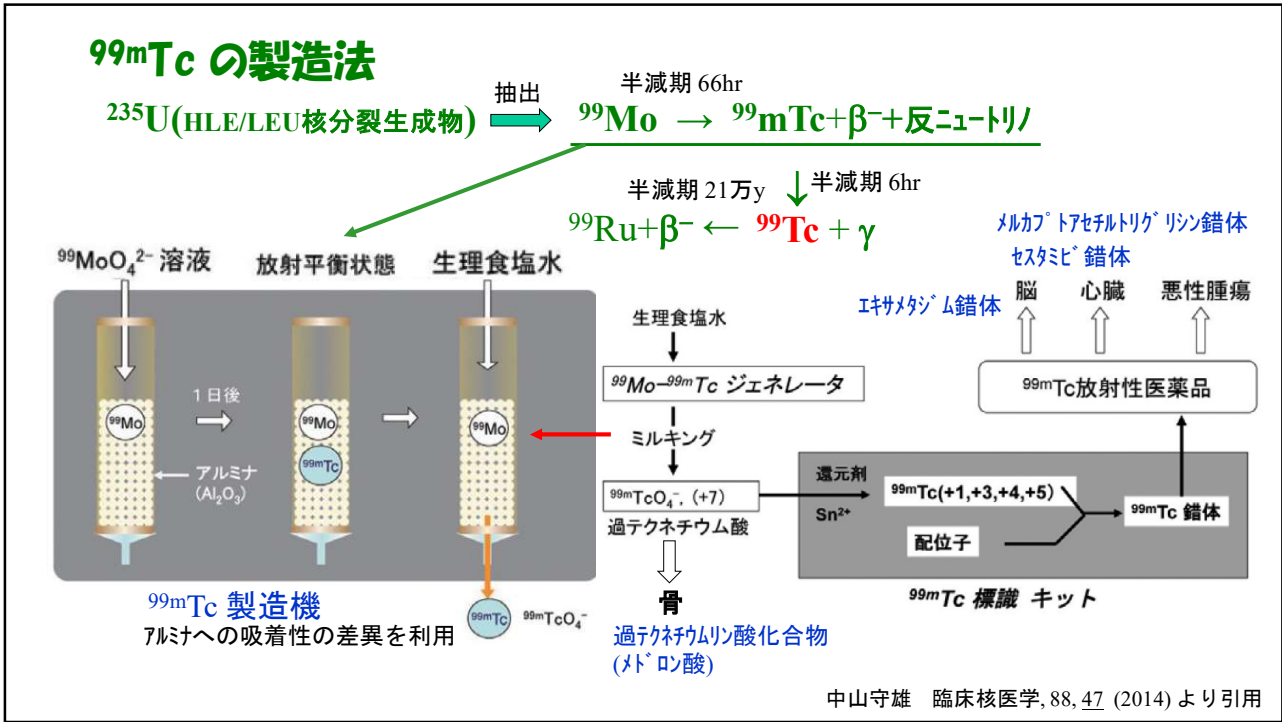 ⁹⁹ᵐTc の製造法
²³⁵U(HLE/LEU核分裂生成物)
抽出
半減期 66hr
⁹⁹Mo → ⁹⁹mTc+β⁻+反ニュートリノ
半減期 21万y
↓半減期 6hr
⁹⁹Ru+β⁻ ← ⁹⁹Tc + γ
⁹⁹MoO₄²⁻ 溶液
放射平衡状態
生理食塩水
⁹⁹Mo
1日後
⁹⁹Mo
⁹⁹ᵐTc
⁹⁹Mo
アルミナ
(Al₂O₃)
⁹⁹ᵐTc
⁹⁹ᵐTcO₄⁻
⁹⁹ᵐTc 製造機
アルミナへの吸着性の差異を利用
生理食塩水
⁹⁹Mo–⁹⁹ᵐTc ジェネレータ
ミルキング
⁹⁹ᵐTcO₄⁻, (+7)
過テクネチウム酸
骨
過テクネチウムリン酸化合物
(メドロン酸)
メルカプトアセチルトリグリシン錯体
セスタミビ錯体
エキサメタジム錯体
脳
心臓
悪性腫瘍
⁹⁹ᵐTc放射性医薬品
還元剤
Sn²⁺
⁹⁹ᵐTc(+1,+3,+4,+5)
配位子
⁹⁹ᵐTc 錯体
⁹⁹ᵐTc 標識 キット
中山守雄 臨床核医学, 88, 47 (2014) より引用